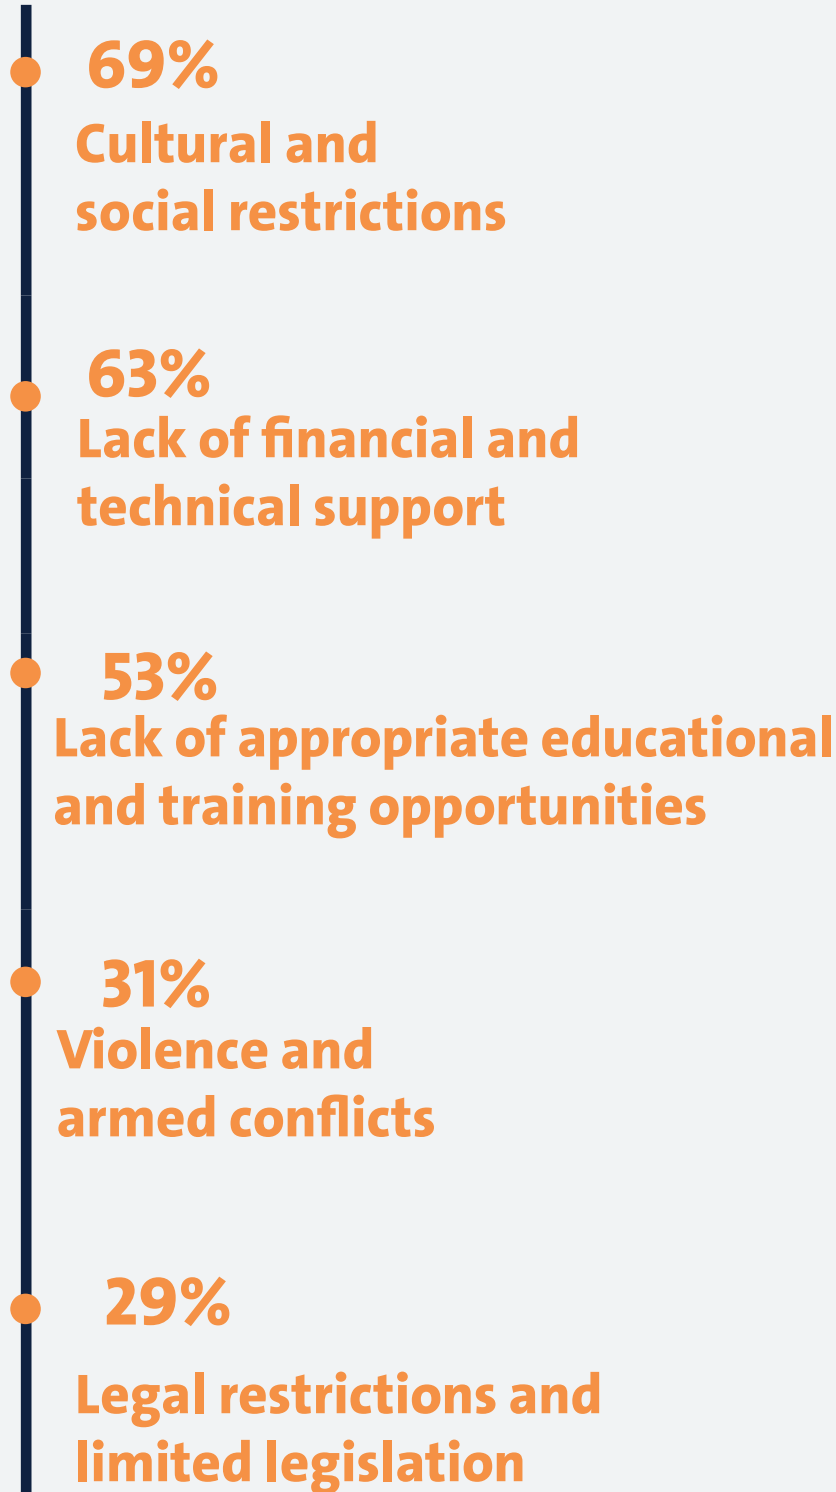 69%
Cultural and
social restrictions
63%
Lack of financial and
technical support
53%
Lack of appropriate educational
and training opportunities
31%
Violence and
armed conflicts
29%
Legal restrictions and
limited legislation